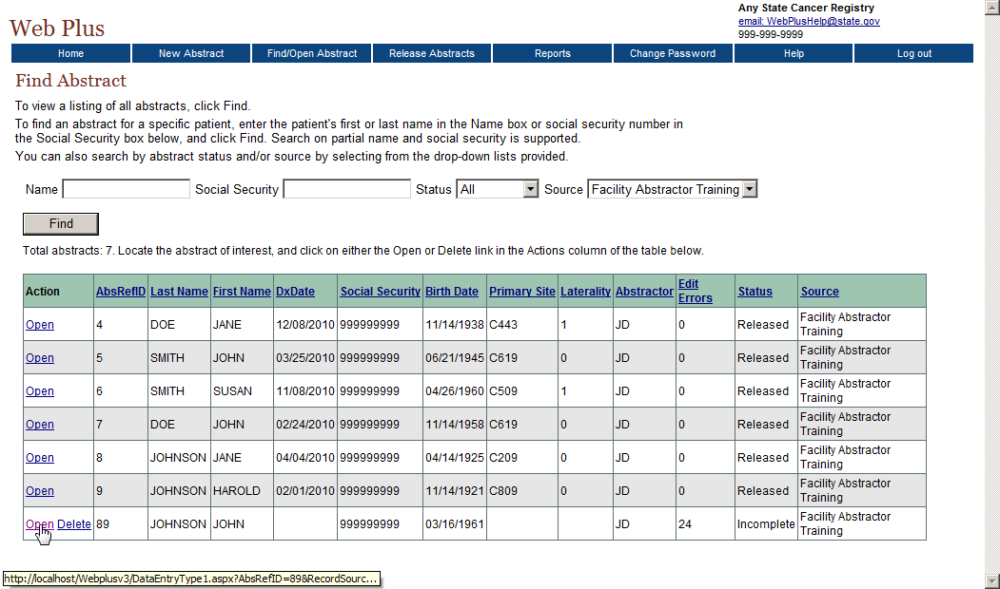 Any State Cancer Registry
Web Plus
email: WebPlusHelp@state.gov
999-999-9999
Home New Abstract Find/Open Abstract Release Abstracts Reports Change Password Help Log out
Find Abstract
To view a listing of all abstracts, click Find.
To find an abstract for a specific patient, enter the patient's first or last name in the Name box or social security number in
the Social Security box below, and click Find. Search on partial name and social security is supported.
You can also search by abstract status and/or source by selecting from the drop-down lists provided.
Name Social Security Status All Source Facility Abstractor Training
Find
Total abstracts: 7. Locate the abstract of interest, and click on either the Open or Delete link in the Actions column of the table below.
Action AbsRefID Last Name First Name DxDate Social Security Birth Date Primary Site Laterality Abstractor Edit Errors Status Source
Open 4 DOE JANE 12/08/2010 999999999 11/14/1938 C443 1 JD 0 Released Facility Abstractor Training
Open 5 SMITH JOHN 03/25/2010 999999999 06/21/1945 C619 0 JD 0 Released Facility Abstractor Training
Open 6 SMITH SUSAN 11/08/2010 999999999 04/26/1960 C509 1 JD 0 Released Facility Abstractor Training
Open 7 DOE JOHN 02/24/2010 999999999 11/14/1958 C619 0 JD 0 Released Facility Abstractor Training
Open 8 JOHNSON JANE 04/04/2010 999999999 04/14/1925 C209 0 JD 0 Released Facility Abstractor Training
Open 9 JOHNSON HAROLD 02/01/2010 999999999 11/14/1921 C809 0 JD 0 Released Facility Abstractor Training
Open Delete 89 JOHNSON JOHN 999999999 03/16/1961 JD 24 Incomplete Facility Abstractor Training
http://localhost/Webplusv3/DataEntryType1.aspx?AbsRefID=89&RecordSourc...